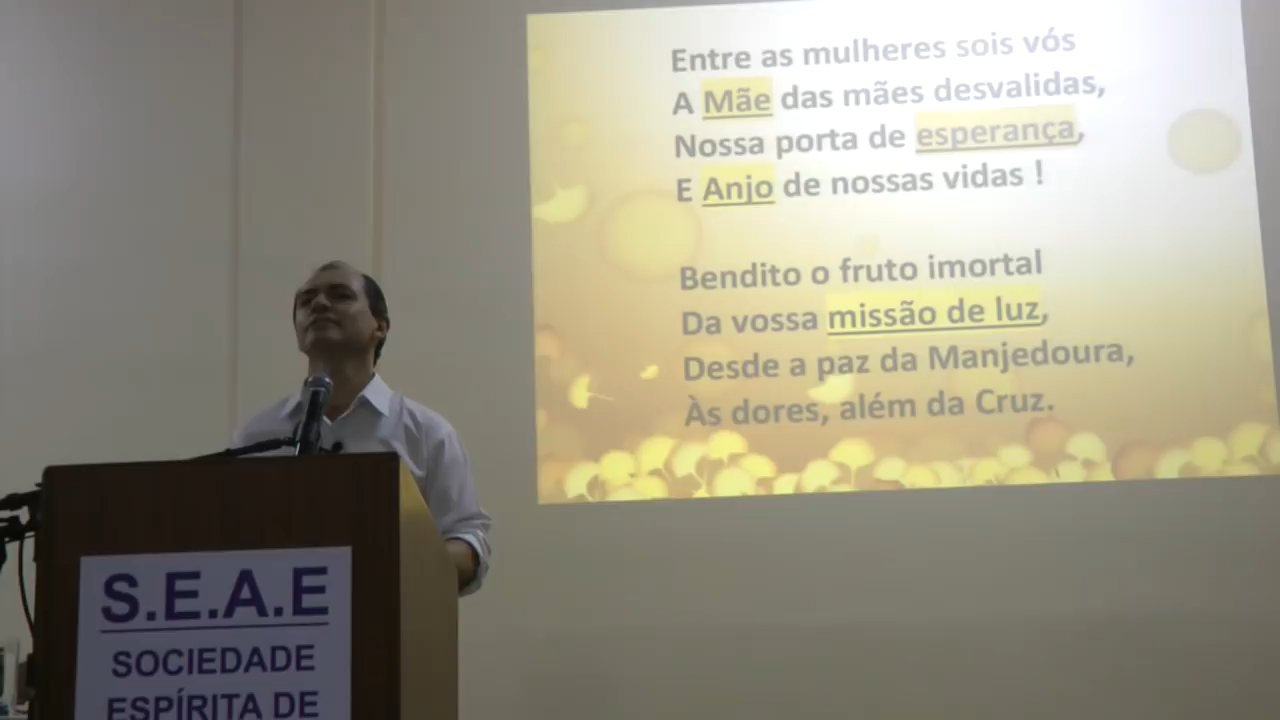 Entre as mulheres sois vós
A Mãe das mães desvalidas,
Nossa porta de esperança,
E Anjo de nossas vidas !
Bendito o fruto imortal
Da vossa missão de luz,
Desde a paz da Manjedoura,
Às dores, além da Cruz.
S.E.A.E
SOCIEDADE
ESPÍRITA DE